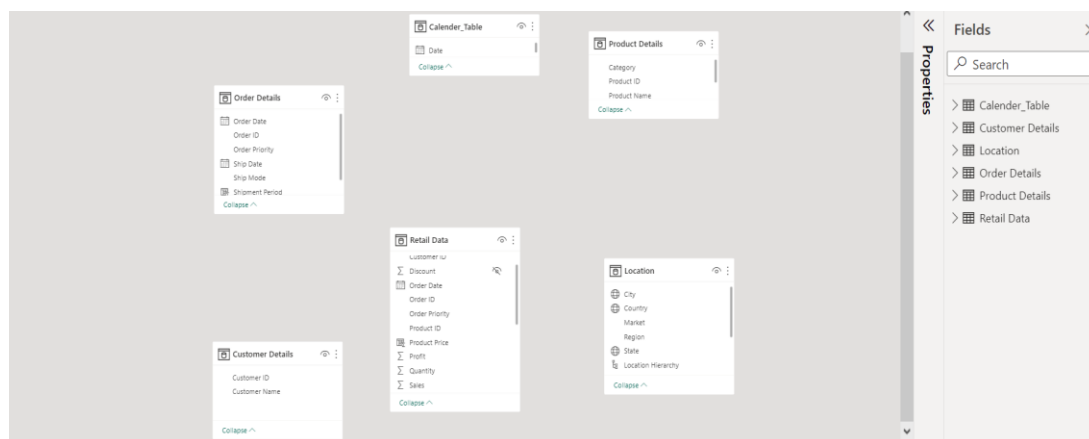 Calender_Table
Date
Collapse
Product Details
Category
Product ID
Product Name
Collapse
Order Details
Order Date
Order ID
Order Priority
Ship Date
Ship Mode
Shipment Period
Collapse
Retail Data
Customer ID
Discount
Order Date
Order ID
Order Priority
Product ID
Product Price
Profit
Quantity
Sales
Collapse
Location
City
Country
Market
Region
State
Location Hierarchy
Collapse
Customer Details
Customer ID
Customer Name
Collapse
Properties
Fields
Search
Calender_Table
Customer Details
Location
Order Details
Product Details
Retail Data